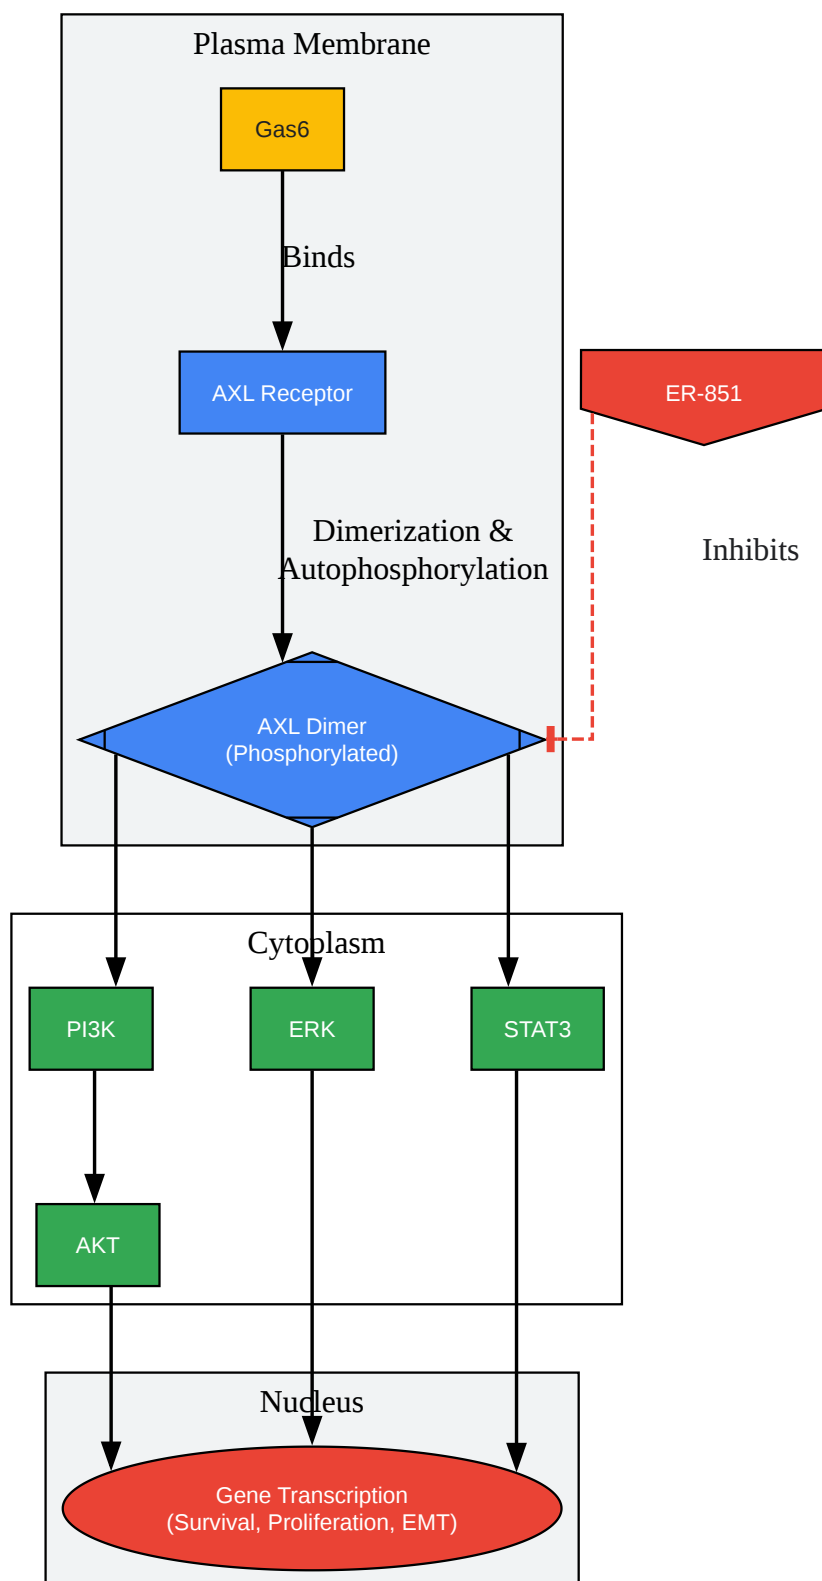 Plasma Membrane
Gas6
Binds
AXL Receptor
ER-851
Dimerization &
Autophosphorylation
Inhibits
AXL Dimer
(Phosphorylated)
Cytoplasm
PI3K
ERK
STAT3
AKT
Nucleus
Gene Transcription
(Survival, Proliferation, EMT)